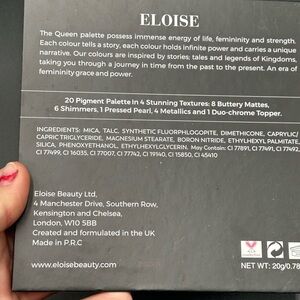 ELOISE
The Queen palette possess immense energy of life, femininity and strength.
Each colour tells a story, each colour holds infinite power and carries a unique
narrative. Our colours are inspired by stories; tales and legends of Kingdoms,
taking you through a journey in time from the past to the present. An era of
femininity grace and power.
20 Pigment Palette In 4 Stunning Textures: 8 Buttery Mattes,
6 Shimmers, 1 Pressed Pearl, 4 Metallics and 1 Duo-chrome Topper.
INGREDIENTS: MICA, TALC, SYNTHETIC FLUORPHLOGOPITE, DIMETHICONE, CAPRYLIC/
CAPRIC TRIGLYCERIDE, MAGNESIUM STEARATE, BORON NITRIDE, ETHYLHEXYL PALMITATE,
SILICA, PHENOXYETHANOL, ETHYLHEXYLGLYCERIN. May Contain: CI 77891, CI 77491, CI 77492,
CI 77499, CI 16035, CI 77007, CI 77742, CI 19140, CI 15850, CI 45410
Eloise Beauty Ltd,
4 Manchester Drive, Southern Row,
Kensington and Chelsea,
London, W10 5BB
Created and formulated in the UK
Made in P.R.C
www.eloisebeauty.com
NET WT: 20g/0.7